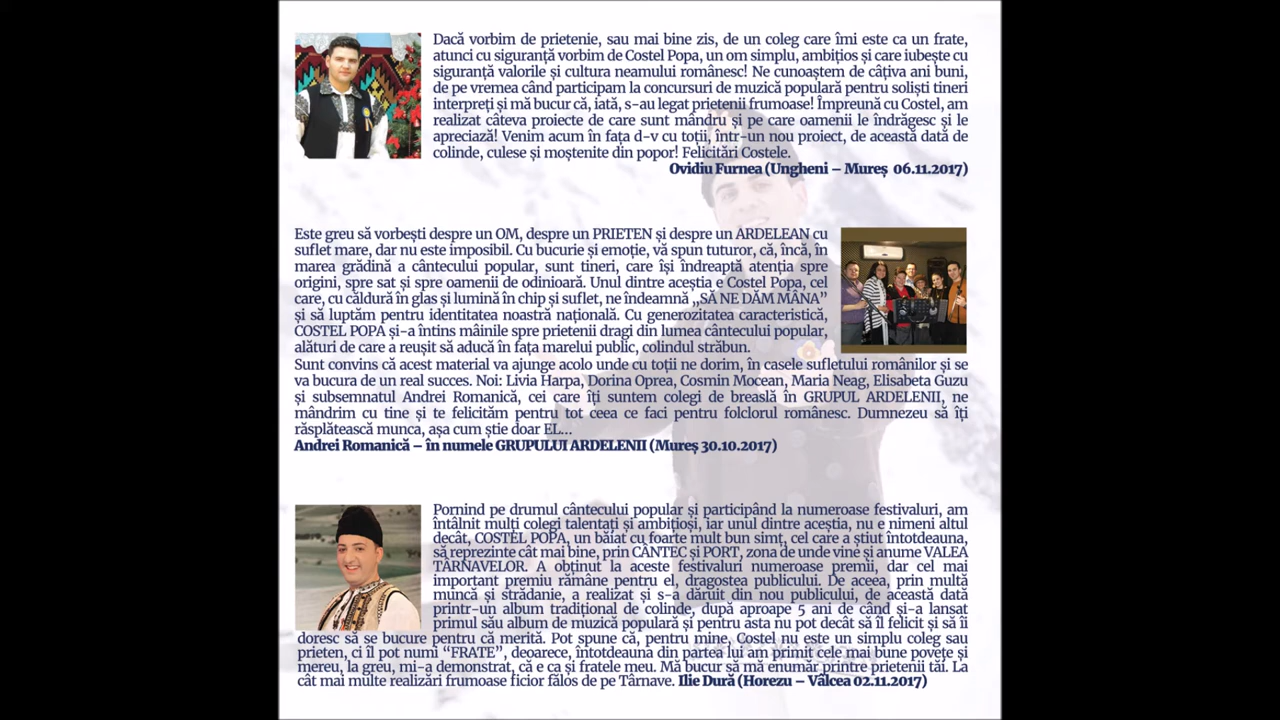 Dacă vorbim de prietenie, sau mai bine zis, de un coleg care îmi este ca un frate,
atunci cu siguranță vorbim de Costel Popa, un om simplu, ambițios și care iubește cu
siguranță valorile și cultura neamului românesc! Ne cunoaștem de câțiva ani buni,
de pe vremea când participam la concursuri de muzică populară pentru soliști tineri
interpreți și mă bucur că, iată, s-au legat prietenii frumoase! Împreună cu Costel, am
realizat câteva proiecte de care sunt mândru și pe care oamenii le îndrăgesc și le
apreciază! Venim acum în fața d-v cu toții, într-un nou proiect, de această dată de
colinde, culese și moștenite din popor! Felicitări Costele.
Ovidiu Furnea (Ungheni – Mureș 06.11.2017)
Este greu să vorbești despre un OM, despre un PRIETEN și despre un ARDELEAN cu
suflet mare, dar nu este imposibil. Cu bucurie și emoție, vă spun tuturor, că, încă, în
marea grădină a cântecului popular, sunt tineri, care își îndreaptă atenția spre
origini, spre sat și spre oamenii de odinioară. Unul dintre aceștia e Costel Popa, cel
care, cu căldură în glas și lumină în chip și suflet, ne îndeamnă „SĂ NE DĂM MÂNA”
și să luptăm pentru identitatea noastră națională. Cu generozitatea caracteristică,
COSTEL POPA și-a întins mâinile spre prietenii dragi din lumea cântecului popular,
alături de care a reușit să aducă în fața marelui public, colindul străbun.
Sunt convins că acest material va ajunge acolo unde cu toții ne dorim, în casele sufletului românilor și se
va bucura de un real succes. Noi: Livia Harpa, Dorina Oprea, Cosmin Mocean, Maria Neag, Elisabeta Guzu
și subsemnatul Andrei Romanică, cei care îți suntem colegi de breaslă în GRUPUL ARDELENII, ne
mândrim cu tine și te felicităm pentru tot ceea ce faci pentru folclorul românesc. Dumnezeu să îți
răsplătească munca, așa cum știe doar EL...
Andrei Romanică – în numele GRUPULUI ARDELENII (Mureș 30.10.2017)
Pornind pe drumul cântecului popular și participând la numeroase festivaluri, am
întâlnit mulți colegi talentați și ambițioși, iar unul dintre aceștia, nu e nimeni altul
decât, COSTEL POPA, un băiat cu foarte mult bun simț, cel care a știut întotdeauna,
să reprezinte cât mai bine, prin CÂNTEC și PORT, zona de unde vine și anume VALEA
TÂRNAVELOR. A obținut la aceste festivaluri numeroase premii, dar cel mai
important premiu rămâne pentru el, dragostea publicului. De aceea, prin multă
muncă și strădanie, a realizat și s-a dăruit din nou publicului, de această dată
printr-un album tradițional de colinde, după aproape 5 ani de când și-a lansat
primul său album de muzică populară și pentru asta nu pot decât să îl felicit și să îi
doresc să se bucure pentru că merită. Pot spune că, pentru mine, Costel nu este un simplu coleg sau
prieten, ci îl pot numi “FRATE”, deoarece, întotdeauna din partea lui am primit cele mai bune povețe și
mereu, la greu, mi-a demonstrat, că e ca și fratele meu. Mă bucur să mă enumăr printre prietenii tăi. La
cât mai multe realizări frumoase ficior fălos de pe Târnave. Ilie Dură (Horezu – Vâlcea 02.11.2017)